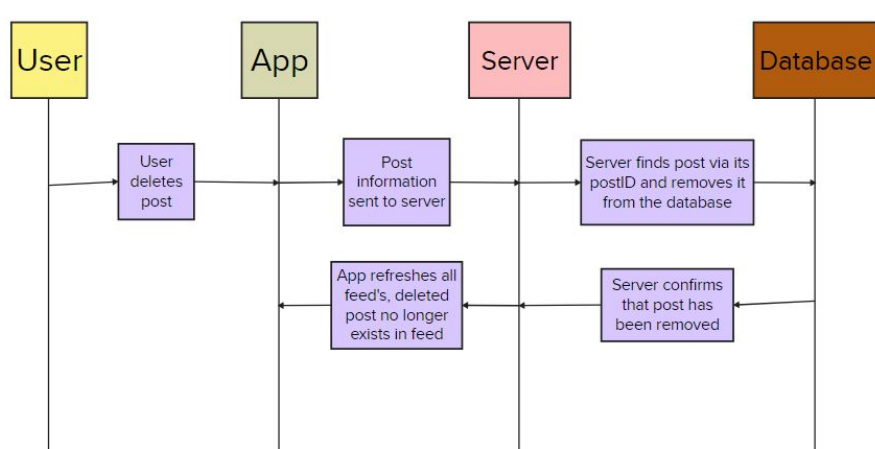 User
App
Server
Database
User
deletes
post
Post
information
sent to server
Server finds post via its
postID and removes it
from the database
App refreshes all
feed's, deleted
post no longer
exists in feed
Server confirms
that post has
been removed